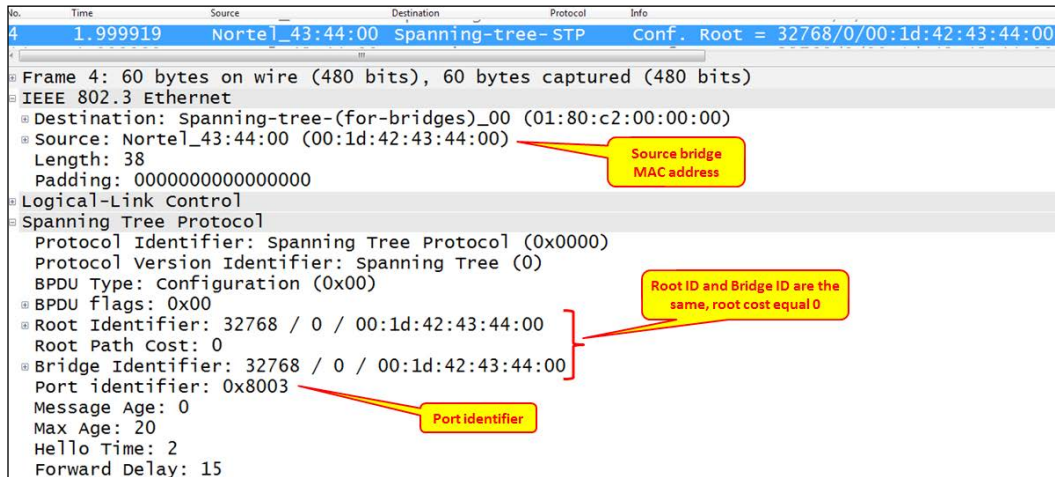 No. Time Source Destination Protocol Info
4 1.999919 Nortel_43:44:00 Spanning-tree- STP Conf. Root = 32768/0/00:1d:42:43:44:00
Frame 4: 60 bytes on wire (480 bits), 60 bytes captured (480 bits)
IEEE 802.3 Ethernet
Destination: Spanning-tree-(for-bridges)_00 (01:80:c2:00:00:00)
Source: Nortel_43:44:00 (00:1d:42:43:44:00)
Source bridge
MAC address
Length: 38
Padding: 0000000000000000
Logical-Link Control
Spanning Tree Protocol
Protocol Identifier: Spanning Tree Protocol (0x0000)
Protocol Version Identifier: Spanning Tree (0)
BPDU Type: Configuration (0x00)
Root ID and Bridge ID are the
same, root cost equal 0
BPDU flags: 0x00
Root Identifier: 32768 / 0 / 00:1d:42:43:44:00
Root Path Cost: 0
Bridge Identifier: 32768 / 0 / 00:1d:42:43:44:00
Port identifier: 0x8003
Port identifier
Message Age: 0
Max Age: 20
Hello Time: 2
Forward Delay: 15